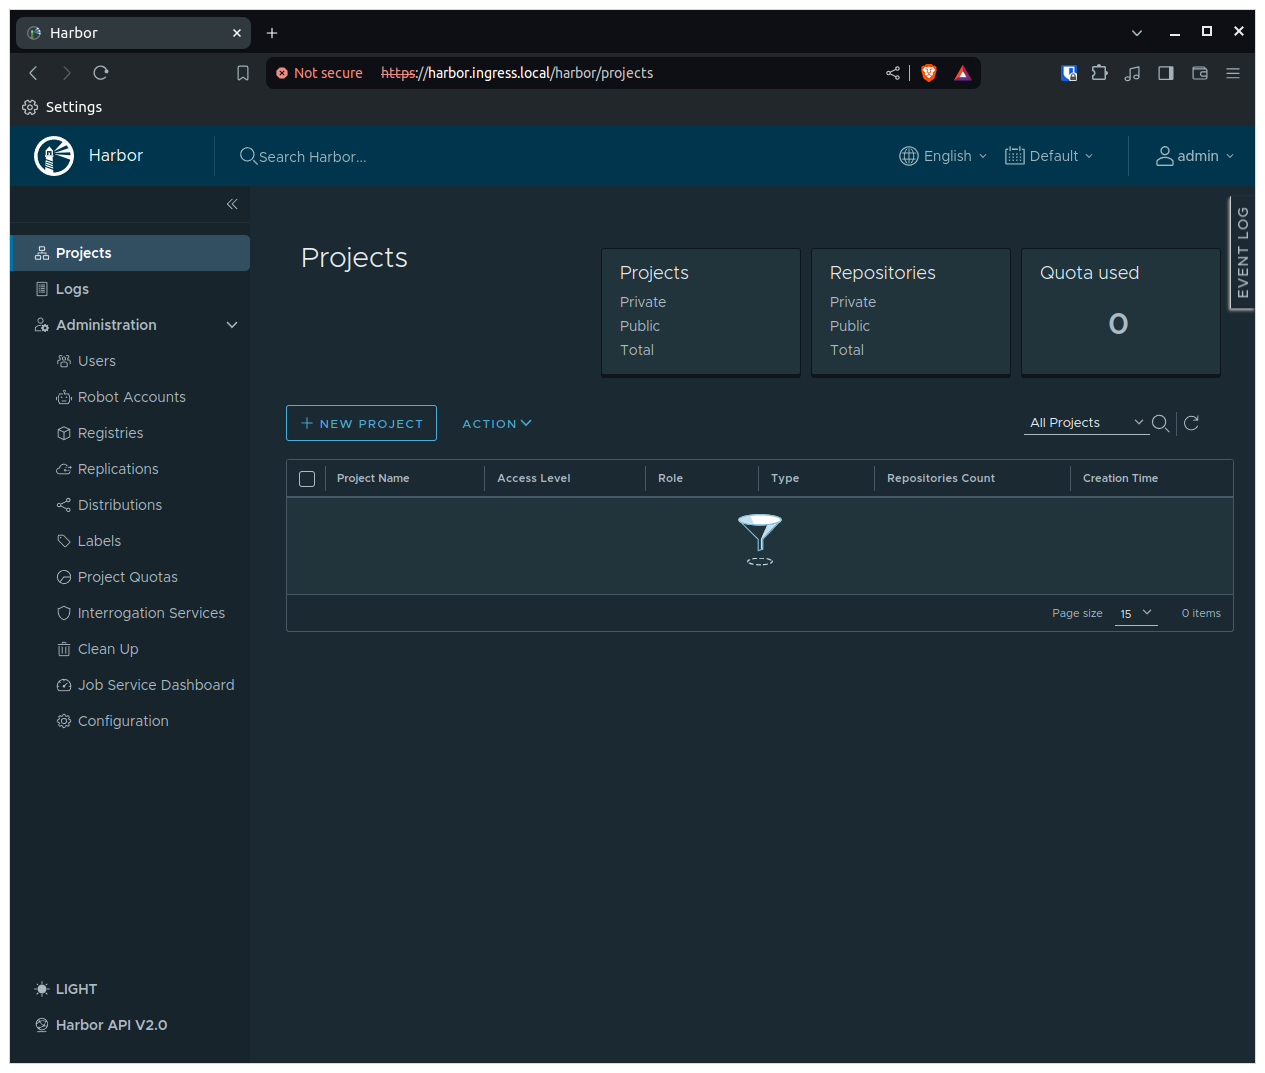 Harbor
Not secure https://harbor.ingress.local/harbor/projects
Settings
Harbor Search Harbor... English Default admin
EVENT LOG
Projects
Logs
Administration
Users
Robot Accounts
Registries
Replications
Distributions
Labels
Project Quotas
Interrogation Services
Clean Up
Job Service Dashboard
Configuration
LIGHT
Harbor API V2.0
Projects
Projects
Private
Public
Total
Repositories
Private
Public
Total
Quota used
0
NEW PROJECT ACTION All Projects
Project Name Access Level Role Type Repositories Count Creation Time
Page size 15 0 items